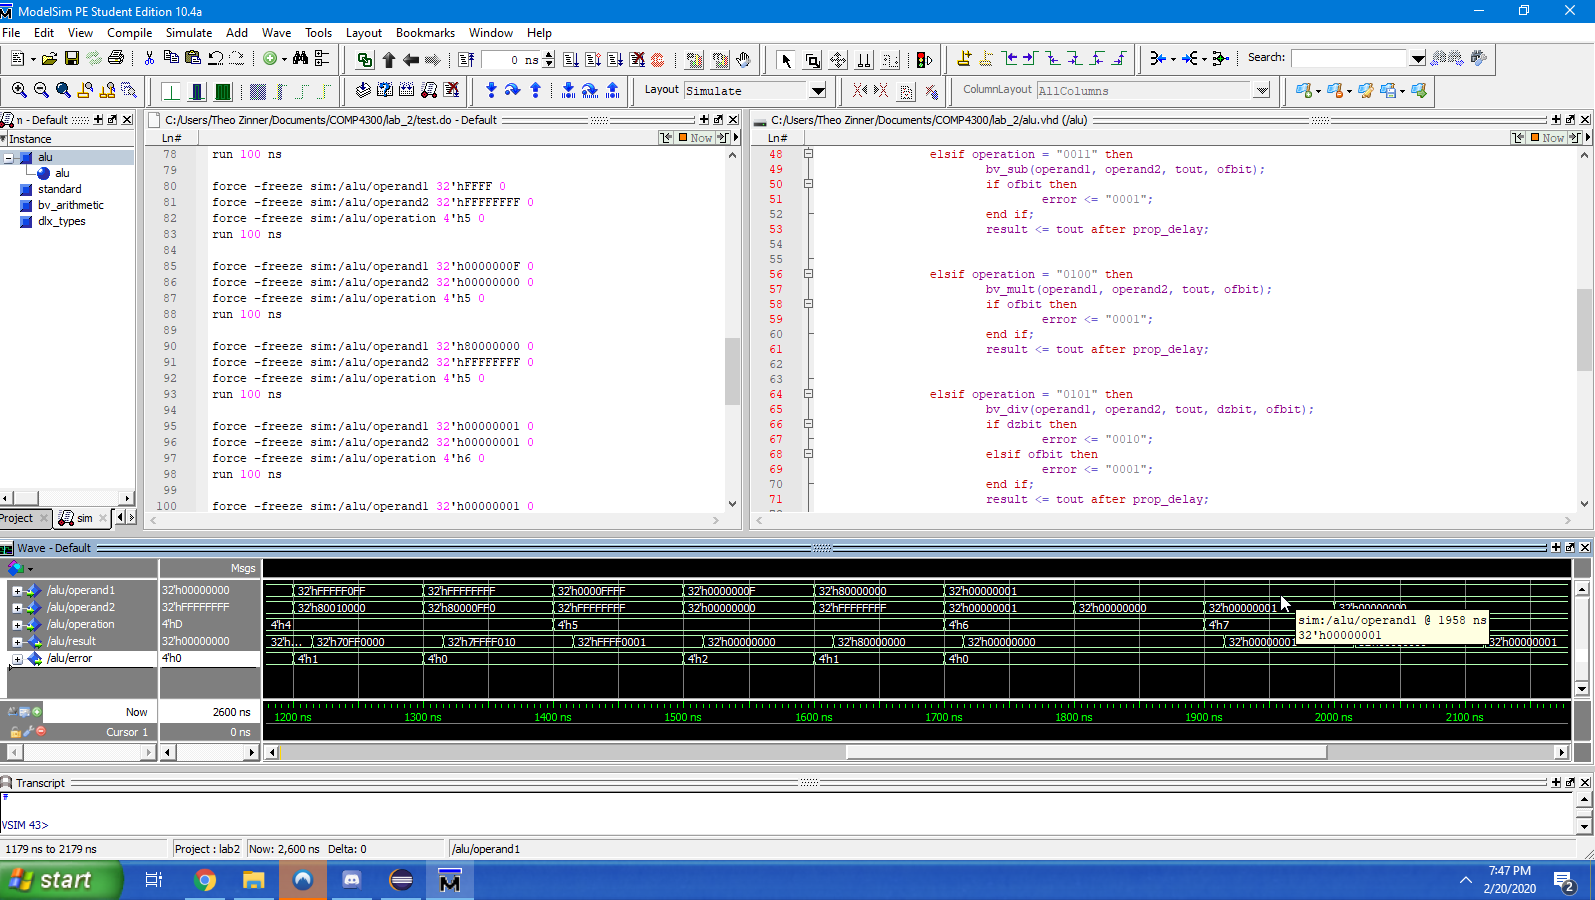 ModelSim PE Student Edition 10.4a
File Edit View Compile Simulate Add Wave Tools Layout Bookmarks Window Help
0 ns
Search:
Layout Simulate
ColumnLayout AllColumns
n - Default
Instance
alu
alu
standard
bv_arithmetic
dlx_types
Project
sim
C:/Users/Theo Zinner/Documents/COMP4300/lab_2/test.do - Default
Ln#
Now
78 run 100 ns
79
80 force -freeze sim:/alu/operand1 32'hFFFF 0
81 force -freeze sim:/alu/operand2 32'hFFFFFFFF 0
82 force -freeze sim:/alu/operation 4'h5 0
83 run 100 ns
84
85 force -freeze sim:/alu/operand1 32'h0000000F 0
86 force -freeze sim:/alu/operand2 32'h00000000 0
87 force -freeze sim:/alu/operation 4'h5 0
88 run 100 ns
89
90 force -freeze sim:/alu/operand1 32'h80000000 0
91 force -freeze sim:/alu/operand2 32'hFFFFFFFF 0
92 force -freeze sim:/alu/operation 4'h5 0
93 run 100 ns
94
95 force -freeze sim:/alu/operand1 32'h00000001 0
96 force -freeze sim:/alu/operand2 32'h00000001 0
97 force -freeze sim:/alu/operation 4'h6 0
98 run 100 ns
99
100 force -freeze sim:/alu/operand1 32'h00000001 0
C:/Users/Theo Zinner/Documents/COMP4300/lab_2/alu.vhd (/alu)
Ln#
Now
48 elsif operation = "0011" then
49 bv_sub(operand1, operand2, tout, ofbit);
50 if ofbit then
51 error <= "0001";
52 end if;
53 result <= tout after prop_delay;
54
55
56 elsif operation = "0100" then
57 bv_mult(operand1, operand2, tout, ofbit);
58 if ofbit then
59 error <= "0001";
60 end if;
61 result <= tout after prop_delay;
62
63
64 elsif operation = "0101" then
65 bv_div(operand1, operand2, tout, dzbit, ofbit);
66 if dzbit then
67 error <= "0010";
68 elsif ofbit then
69 error <= "0001";
70 end if;
71 result <= tout after prop_delay;
Wave - Default
Msgs
/alu/operand1 32'h00000000 32'hFFFFF0FF 32'hFFFFFFFF 32'h0000FFFF 32'h0000000F 32'h80000000 32'h00000001
/alu/operand2 32'hFFFFFFFF 32'h80010000 32'h80000FF0 32'hFFFFFFFF 32'h00000000 32'hFFFFFFFF 32'h00000001 32'h00000000 32'h00000001 32'h00000000
/alu/operation 4'hD 4'h4 4'h5 4'h6 4'h7
/alu/result 32'h00000000 32'h... 32'h70FF0000 32'h7FFFF010 32'hFFFF0001 32'h00000000 32'h80000000 32'h00000000 32'h00000001 32'h00000001
/alu/error 4'h0 4'h1 4'h0 4'h2 4'h1 4'h0
sim:/alu/operand1 @ 1958 ns
32'h00000001
Now 2600 ns 1200 ns 1300 ns 1400 ns 1500 ns 1600 ns 1700 ns 1800 ns 1900 ns 2000 ns 2100 ns
Cursor 1 0 ns
Transcript
#
VSIM 43>
1179 ns to 2179 ns Project : lab2 Now: 2,600 ns Delta: 0 /alu/operand1
start
M
7:47 PM
2/20/2020
2